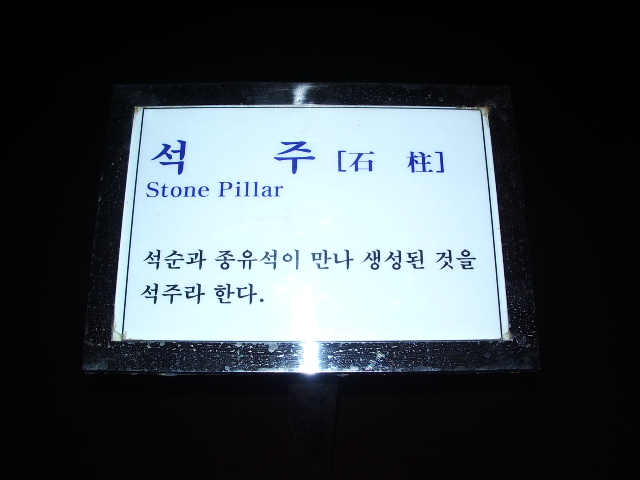 석 주 [石 柱]
Stone Pillar
석순과 종유석이 만나 생성된 것을
석주라 한다.